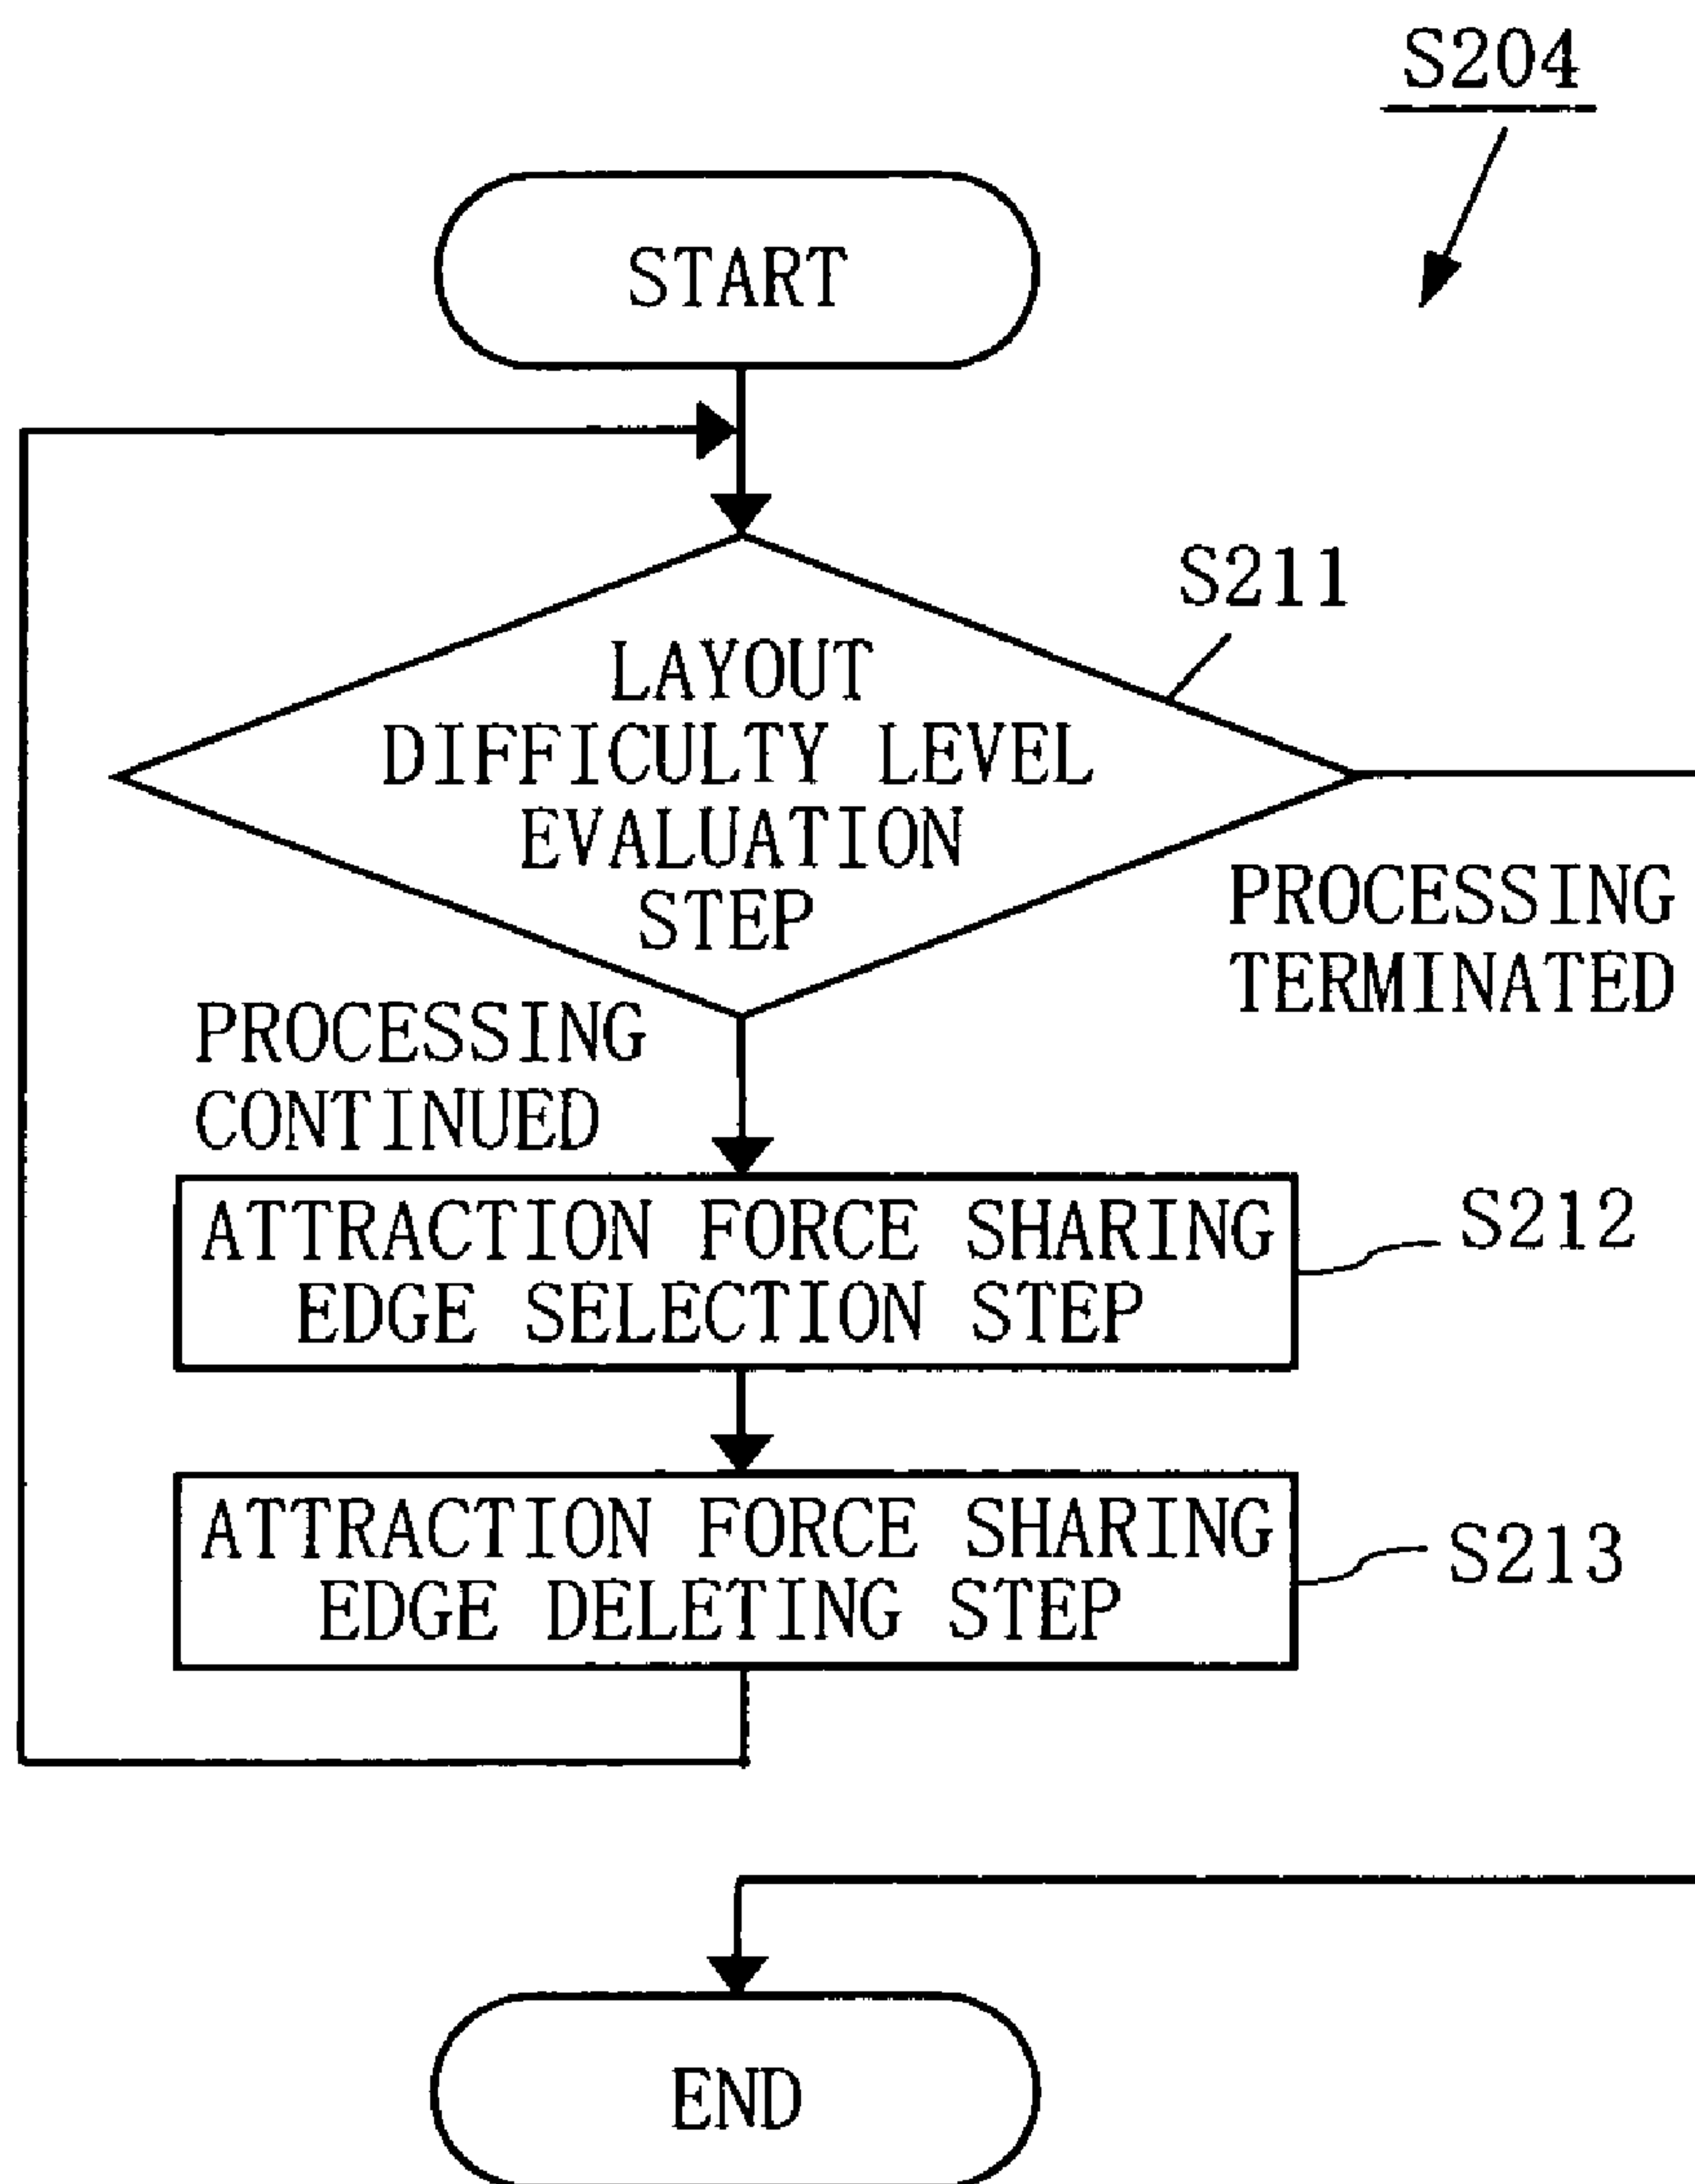 S204
START
S211
LAYOUT
DIFFICULTY LEVEL
EVALUATION
STEP
PROCESSING
TERMINATED
PROCESSING
CONTINUED
ATTRACTION FORCE SHARING
EDGE SELECTION STEP
S212
ATTRACTION FORCE SHARING
EDGE DELETING STEP
S213
END